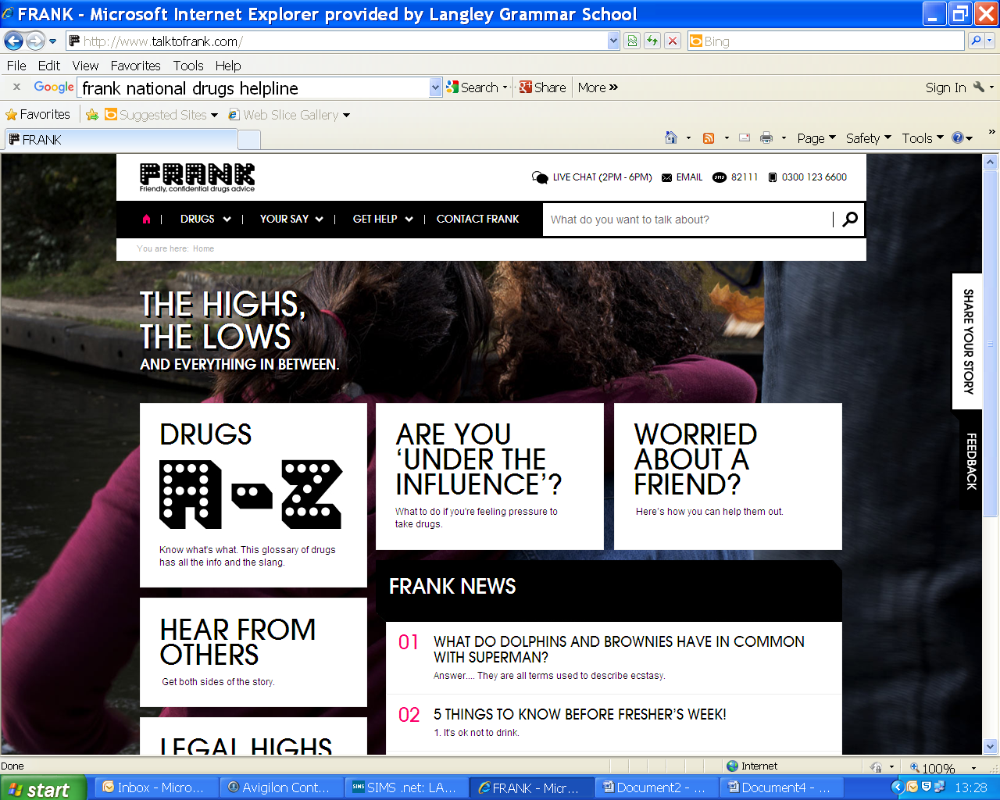 FRANK - Microsoft Internet Explorer provided by Langley Grammar School
http://www.talktofrank.com/
Bing
File Edit View Favorites Tools Help
x Google frank national drugs helpline Search Share More » Sign In
Favorites Suggested Sites Web Slice Gallery
FRANK
Page Safety Tools »
FRANK
Friendly, confidential drugs advice
LIVE CHAT (2PM - 6PM) EMAIL SMS 82111 0300 123 6600
DRUGS YOUR SAY GET HELP CONTACT FRANK What do you want to talk about?
You are here: Home
THE HIGHS,
THE LOWS
AND EVERYTHING IN BETWEEN.
SHARE YOUR STORY
FEEDBACK
DRUGS
A-Z
Know what's what. This glossary of drugs
has all the info and the slang.
ARE YOU
‘UNDER THE
INFLUENCE’?
What to do if you're feeling pressure to
take drugs.
WORRIED
ABOUT A
FRIEND?
Here's how you can help them out.
HEAR FROM
OTHERS
Get both sides of the story.
LEGAL HIGHS
FRANK NEWS
01 WHAT DO DOLPHINS AND BROWNIES HAVE IN COMMON
WITH SUPERMAN?
Answer.... They are all terms used to describe ecstasy.
02 5 THINGS TO KNOW BEFORE FRESHER’S WEEK!
1. It's ok not to drink.
Done Internet 100%
start Inbox - Micro... Avigilon Cont... SIMS .net: LA... FRANK - Micr... Document2 - ... Document4 - ... 13:28